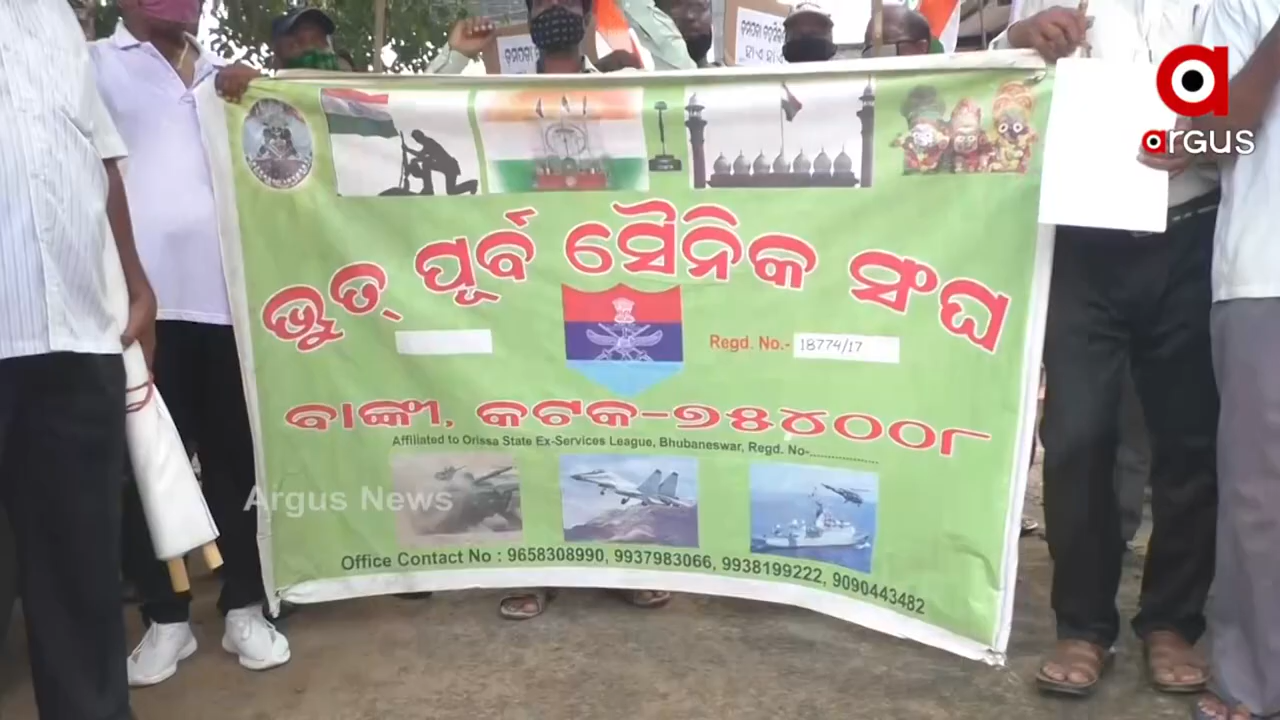 argus
ଭୂତ୍ ପୂର୍ବ ସୈନିକ ସଂଘ
Regd. No.- 18774/17
ବାଙ୍କୀ, କଟକ-୭୫୪୦୦୮
Affiliated to Orissa State Ex-Services League, Bhubaneswar, Regd. No-..................
Argus News
Office Contact No : 9658308990, 9937983066, 9938199222, 9090443482